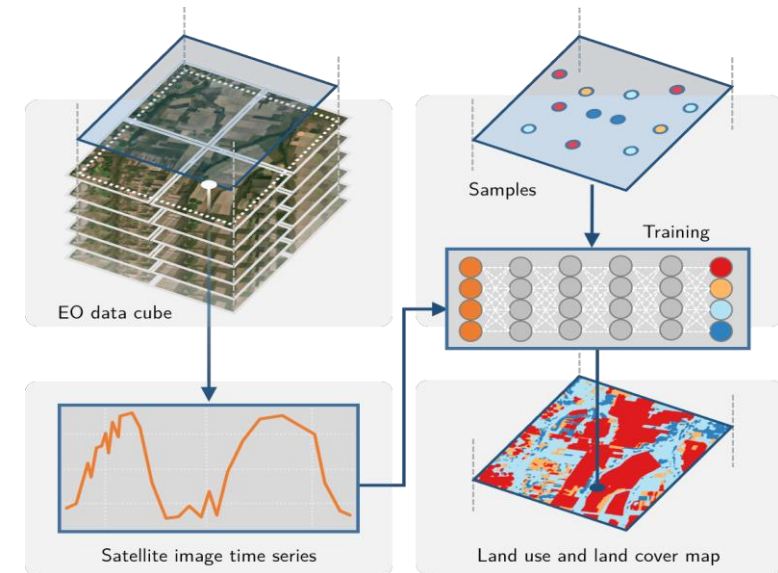 Samples
Training
EO data cube
Satellite image time series
Land use and land cover map